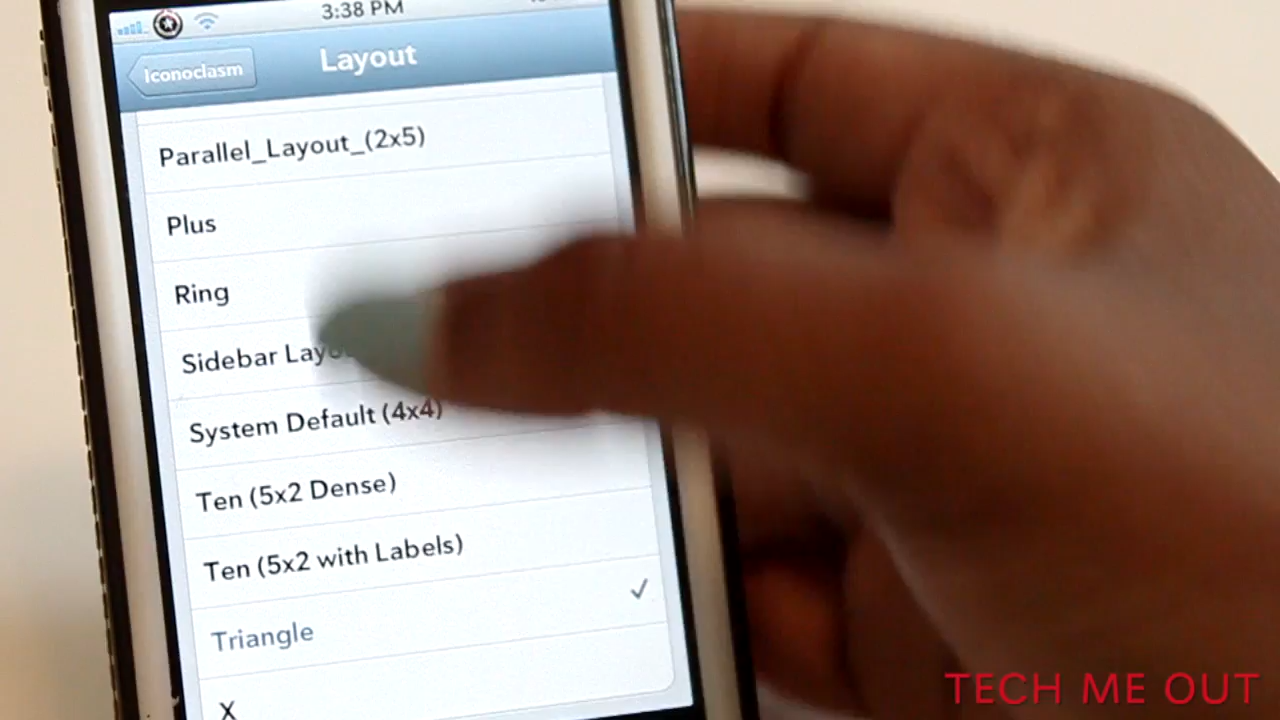 3:38 PM
Iconoclasm
Layout
Parallel_Layout_(2x5)
Plus
Ring
Sidebar
System Default (4x4)
Ten (5x2 Dense)
Ten (5x2 with Labels)
Triangle
X
TECH ME OUT